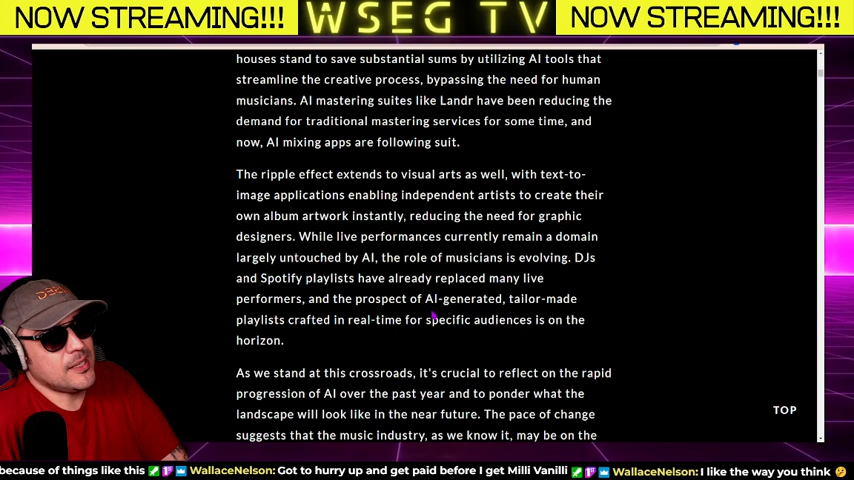 NOW STREAMING!!!
WSEG TV
NOW STREAMING!!!
houses stand to save substantial sums by utilizing AI tools that
streamline the creative process, bypassing the need for human
musicians. AI mastering suites like Landr have been reducing the
demand for traditional mastering services for some time, and
now, AI mixing apps are following suit.
The ripple effect extends to visual arts as well, with text-to-
image applications enabling independent artists to create their
own album artwork instantly, reducing the need for graphic
designers. While live performances currently remain a domain
largely untouched by AI, the role of musicians is evolving. DJs
and Spotify playlists have already replaced many live
performers, and the prospect of AI-generated, tailor-made
playlists crafted in real-time for specific audiences is on the
horizon.
As we stand at this crossroads, it's crucial to reflect on the rapid
progression of AI over the past year and to ponder what the
landscape will look like in the near future. The pace of change
suggests that the music industry, as we know it, may be on the
TOP
because of things like this WallaceNelson: Got to hurry up and get paid before I get Milli Vanilli WallaceNelson: I like the way you think